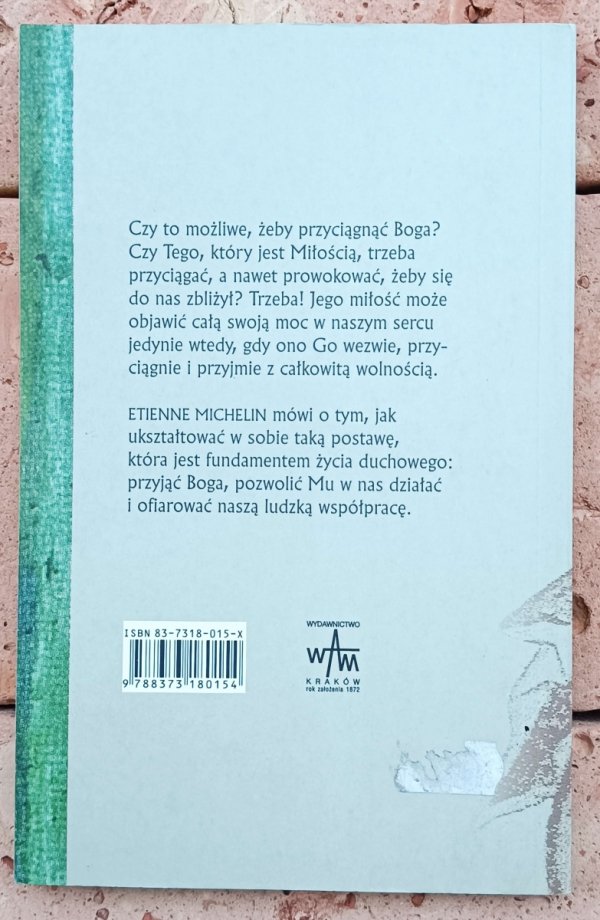 Czy to możliwe, żeby przyciągnąć Boga?
Czy Tego, który jest Miłością, trzeba
przyciągać, a nawet prowokować, żeby się
do nas zbliżył? Trzeba! Jego miłość może
objawić całą swoją moc w naszym sercu
jedynie wtedy, gdy ono Go wezwie, przy-
ciągnie i przyjmie z całkowitą wolnością.
ETIENNE MICHELIN mówi o tym, jak
ukształtować w sobie taką postawę,
która jest fundamentem życia duchowego:
przyjąć Boga, pozwolić Mu w nas działać
i ofiarować naszą ludzką współpracę.
ISBN 83-7318-015-X
9 788373 180154
WYDAWNICTWO
WAM
KRAKÓW
rok założenia 1872